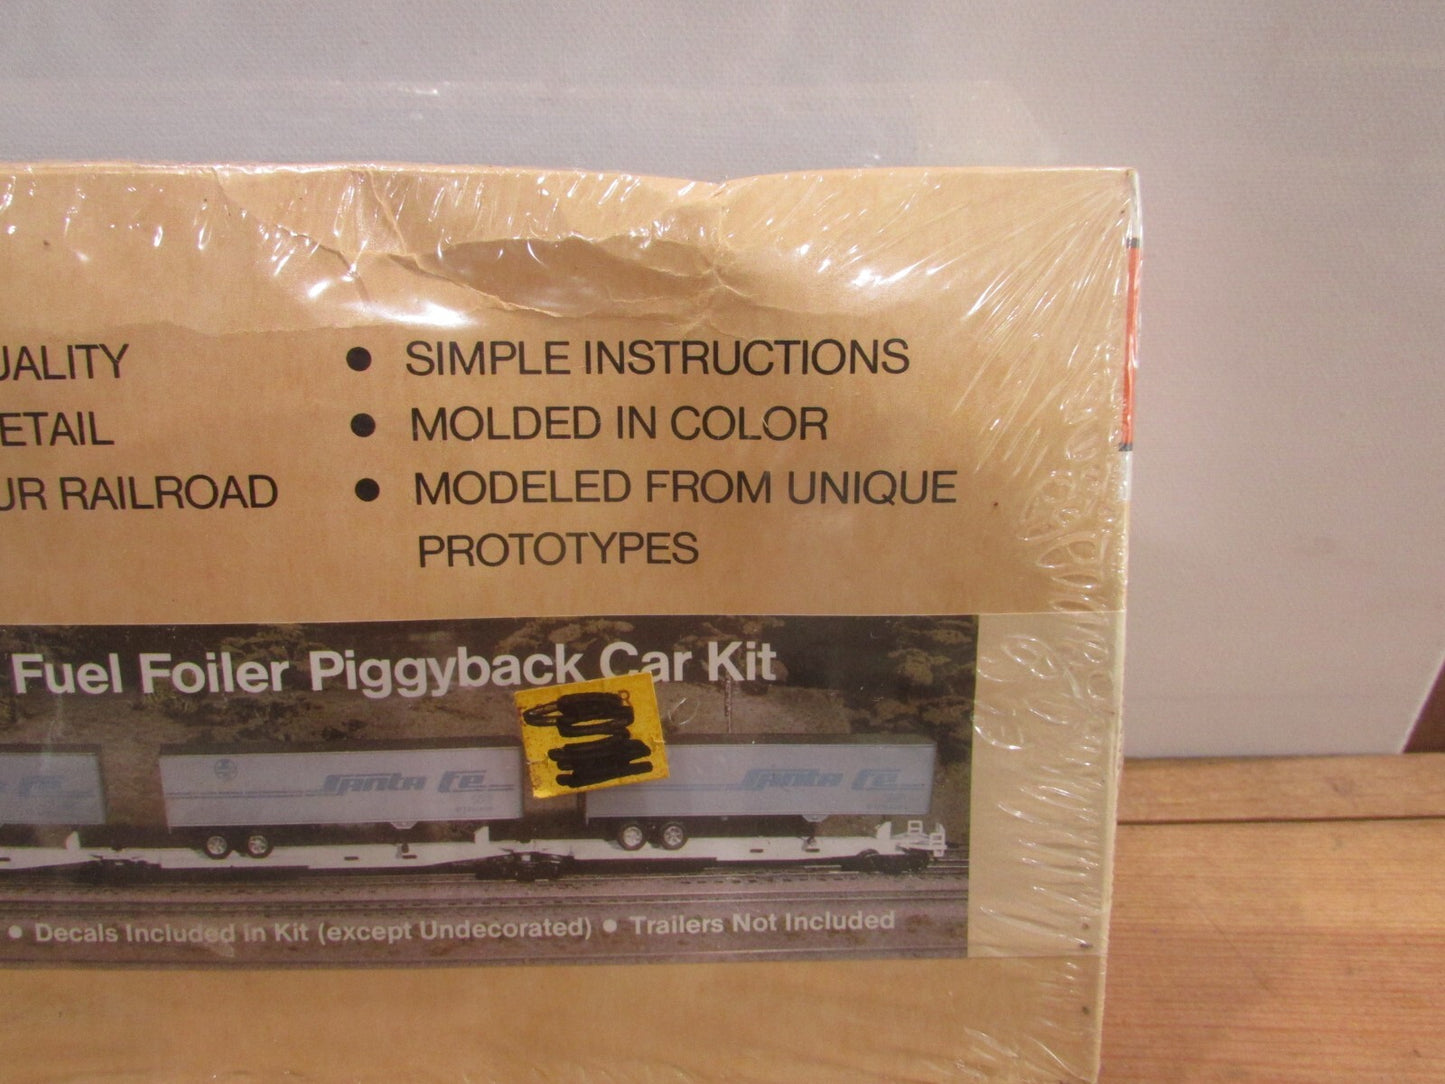 UALITY
ETAIL
UR RAILROAD
● SIMPLE INSTRUCTIONS
● MOLDED IN COLOR
● MODELED FROM UNIQUE
PROTOTYPES
Fuel Foiler Piggyback Car Kit
Santa Fe
Santa Fe
● Decals Included in Kit (except Undecorated) ● Trailers Not Included